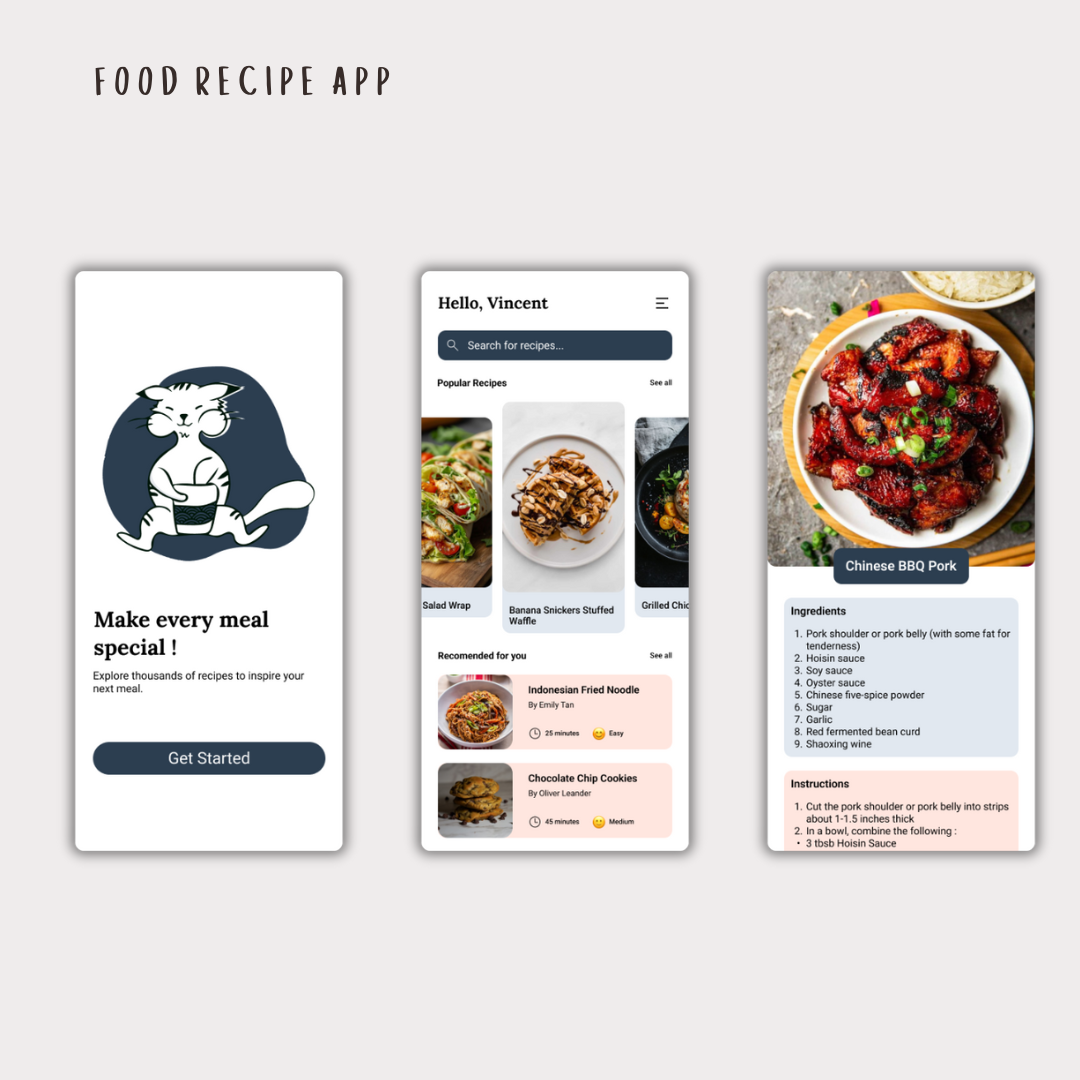 FOOD RECIPE APP
Make every meal
special !
Explore thousands of recipes to inspire your
next meal.
Get Started
Hello, Vincent
Search for recipes...
Popular Recipes
See all
Salad Wrap
Banana Snickers Stuffed
Waffle
Grilled Chic
Recomended for you
See all
Indonesian Fried Noodle
By Emily Tan
25 minutes
Easy
Chocolate Chip Cookies
By Oliver Leander
45 minutes
Medium
Chinese BBQ Pork
Ingredients
1. Pork shoulder or pork belly (with some fat for
tenderness)
2. Hoisin sauce
3. Soy sauce
4. Oyster sauce
5. Chinese five-spice powder
6. Sugar
7. Garlic
8. Red fermented bean curd
9. Shaoxing wine
Instructions
1. Cut the pork shoulder or pork belly into strips
about 1-1.5 inches thick
2. In a bowl, combine the following :
• 3 tbsb Hoisin Sauce